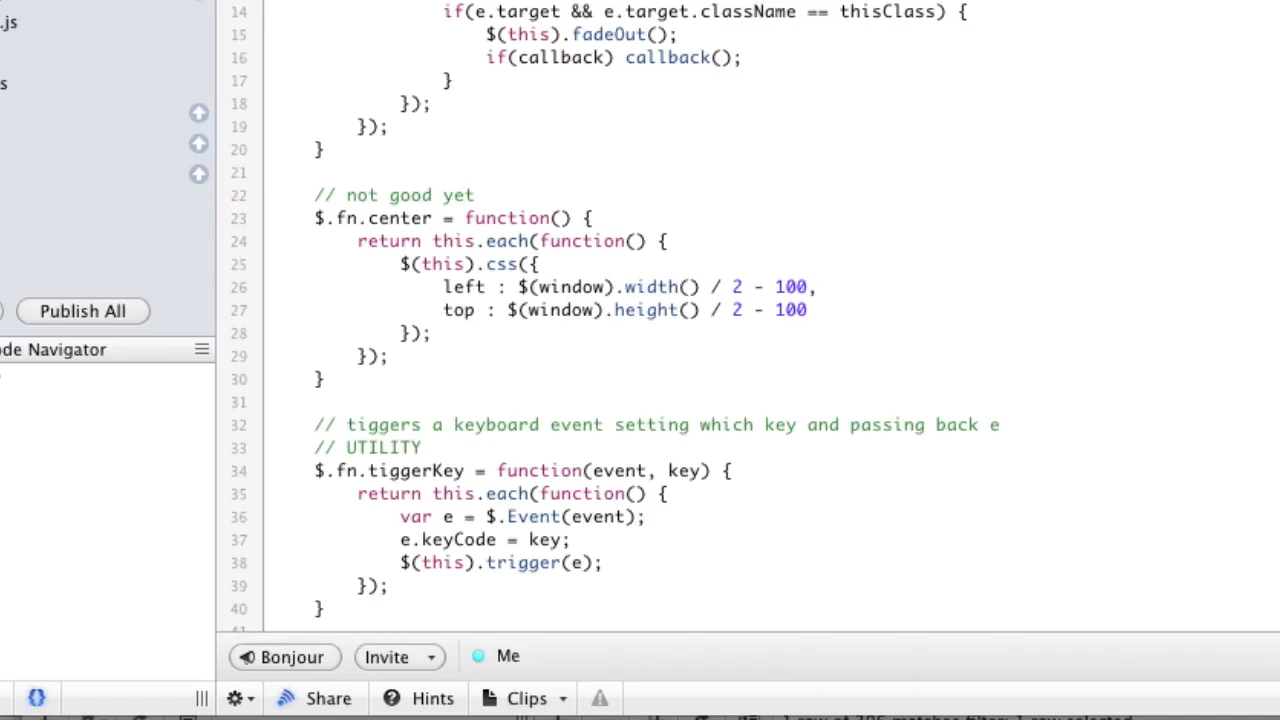 .js
s
Publish All
ode Navigator
14 if(e.target && e.target.className == thisClass) {
15 $(this).fadeOut();
16 if(callback) callback();
17 }
18 });
19 });
20 }
21
22 // not good yet
23 $.fn.center = function() {
24 return this.each(function() {
25 $(this).css({
26 left : $(window).width() / 2 - 100,
27 top : $(window).height() / 2 - 100
28 });
29 });
30 }
31
32 // tiggers a keyboard event setting which key and passing back e
33 // UTILITY
34 $.fn.tiggerKey = function(event, key) {
35 return this.each(function() {
36 var e = $.Event(event);
37 e.keyCode = key;
38 $(this).trigger(e);
39 });
40 }
Bonjour Invite Me
Share Hints Clips